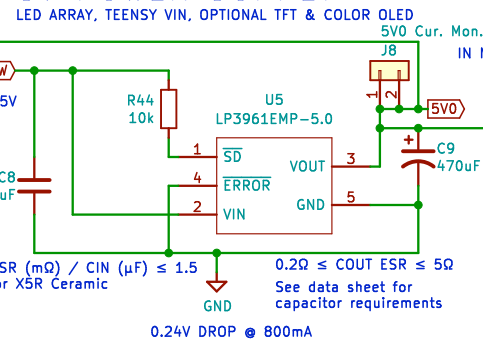 LED ARRAY, TEENSY VIN, OPTIONAL TFT & COLOR OLED
5V0 Cur. Mon.
J8
IN
W
5V
R44
10k
U5
LP3961EMP-5.0
1
2
5V0
1
SD
4
ERROR
2
VIN
VOUT
3
GND
5
C9
470uF
C8
uF
SR (mΩ) / CIN (µF) ≤ 1.5
or X5R Ceramic
0.2Ω ≤ COUT ESR ≤ 5Ω
See data sheet for
capacitor requirements
GND
0.24V DROP @ 800mA